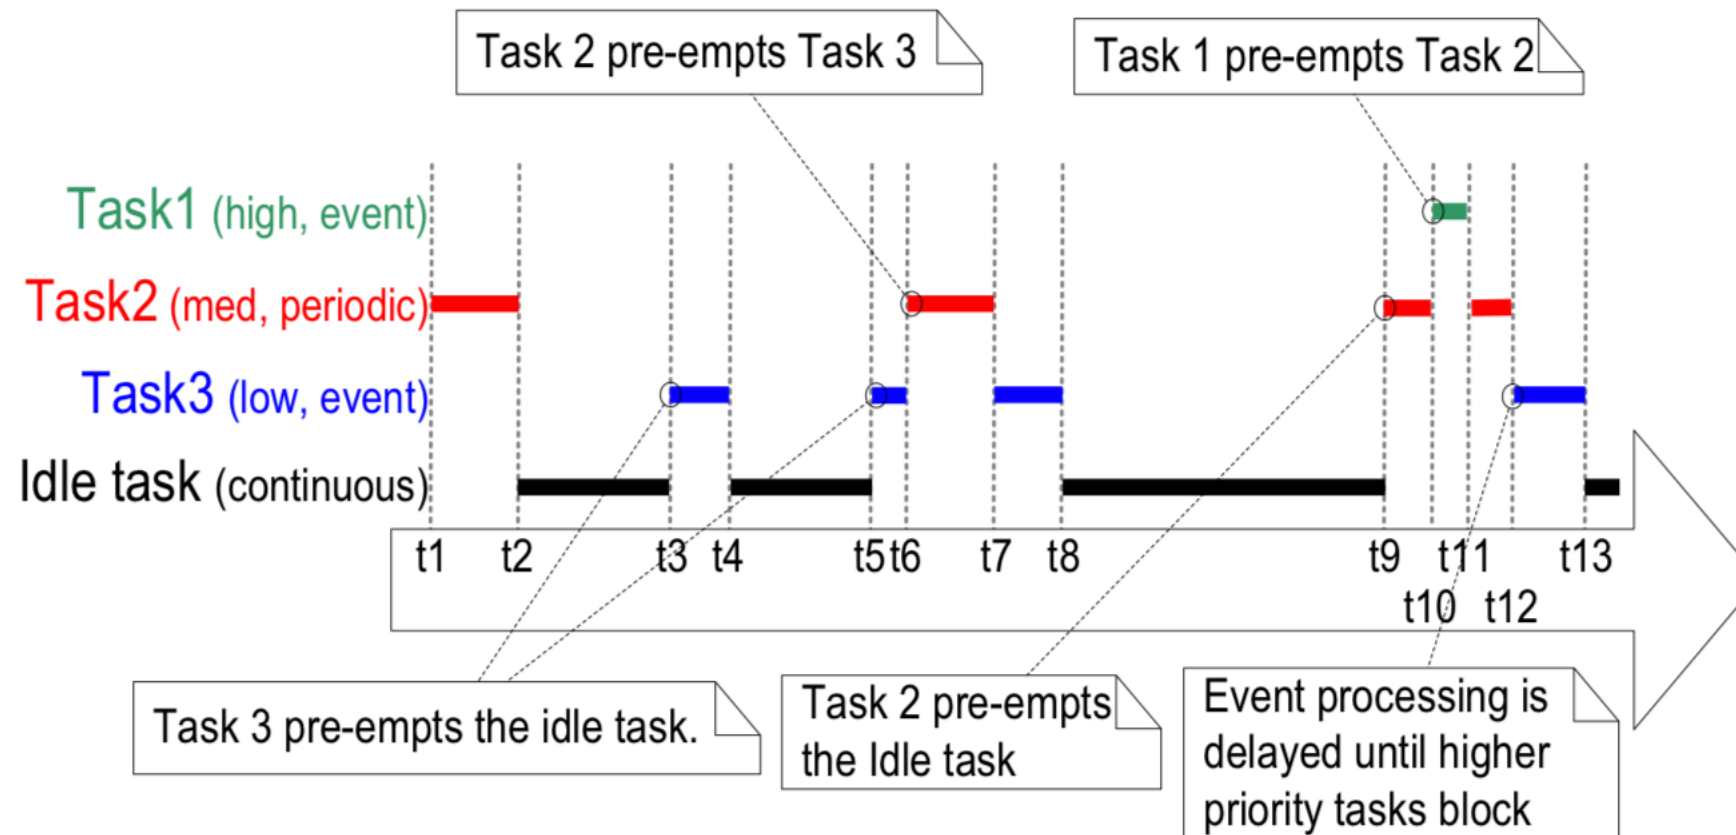 Task 2 pre-empts Task 3
Task 1 pre-empts Task 2
Task1 (high, event)
Task2 (med, periodic)
Task3 (low, event)
Idle task (continuous)
t1 t2 t3 t4 t5 t6 t7 t8 t9 t11 t13
t10 t12
Task 3 pre-empts the idle task.
Task 2 pre-empts
the Idle task
Event processing is
delayed until higher
priority tasks block